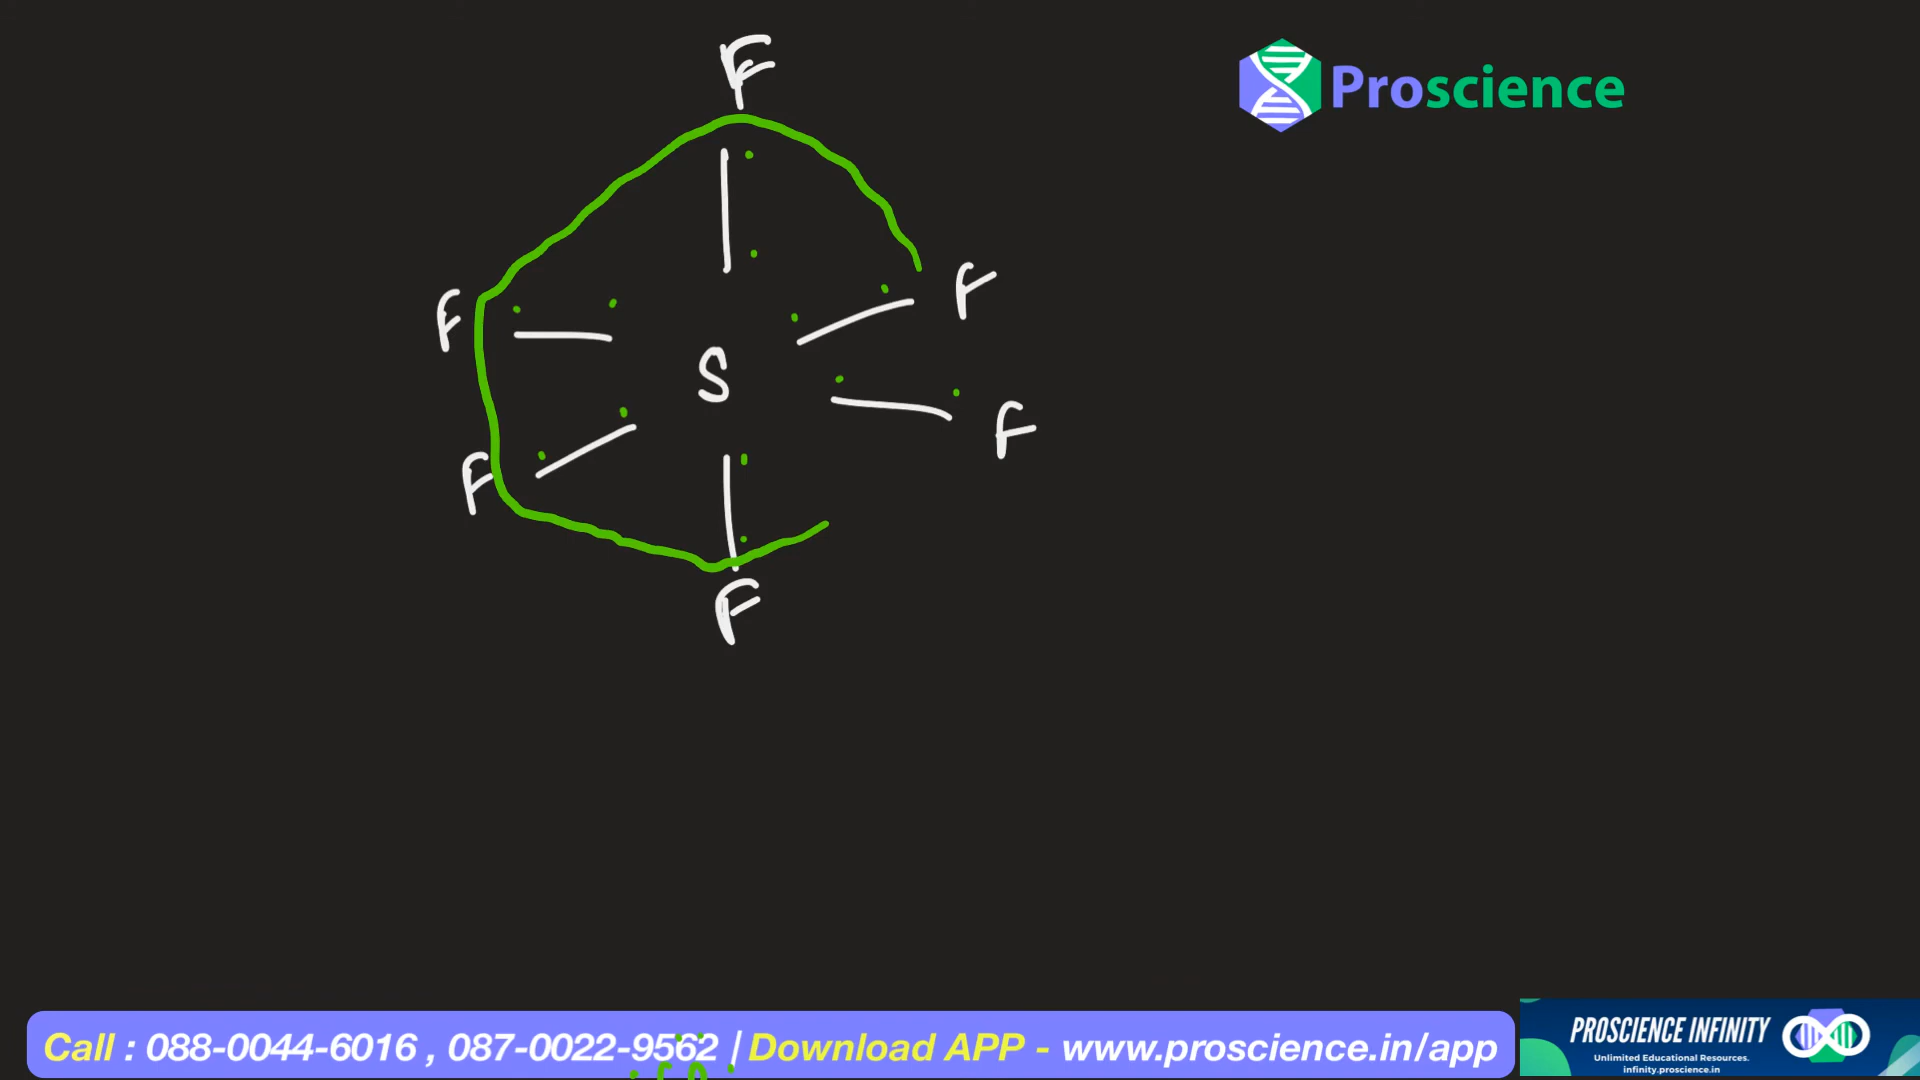 F
Proscience
F
F
S
F
F
F
Call : 088-0044-6016 , 087-0022-9562 | Download APP - www.proscience.in/app
PROSCIENCE INFINITY
Unlimited Educational Resources.
infinity.proscience.in